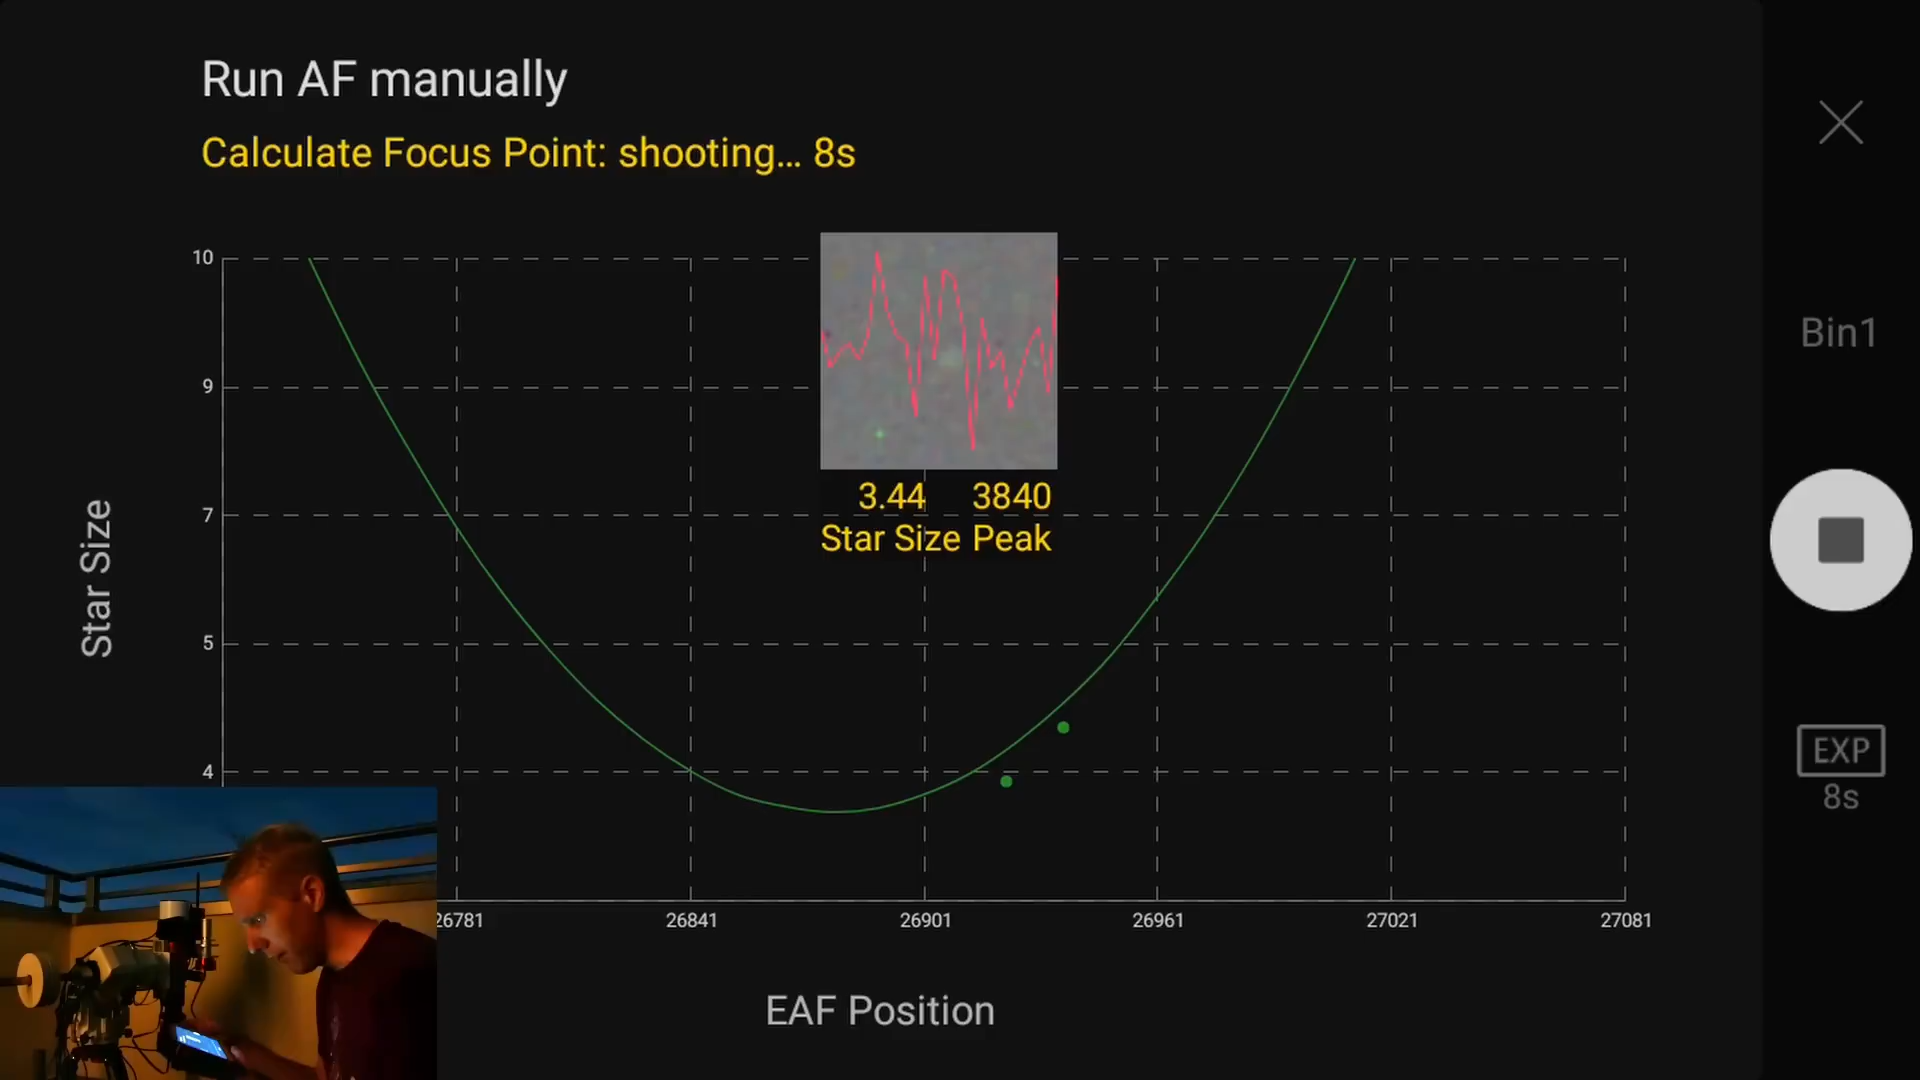 Run AF manually
Calculate Focus Point: shooting... 8s
10
9
7
5
4
Star Size
3.44 3840
Star Size Peak
26781 26841 26901 26961 27021 27081
EAF Position
Bin1
EXP
8s